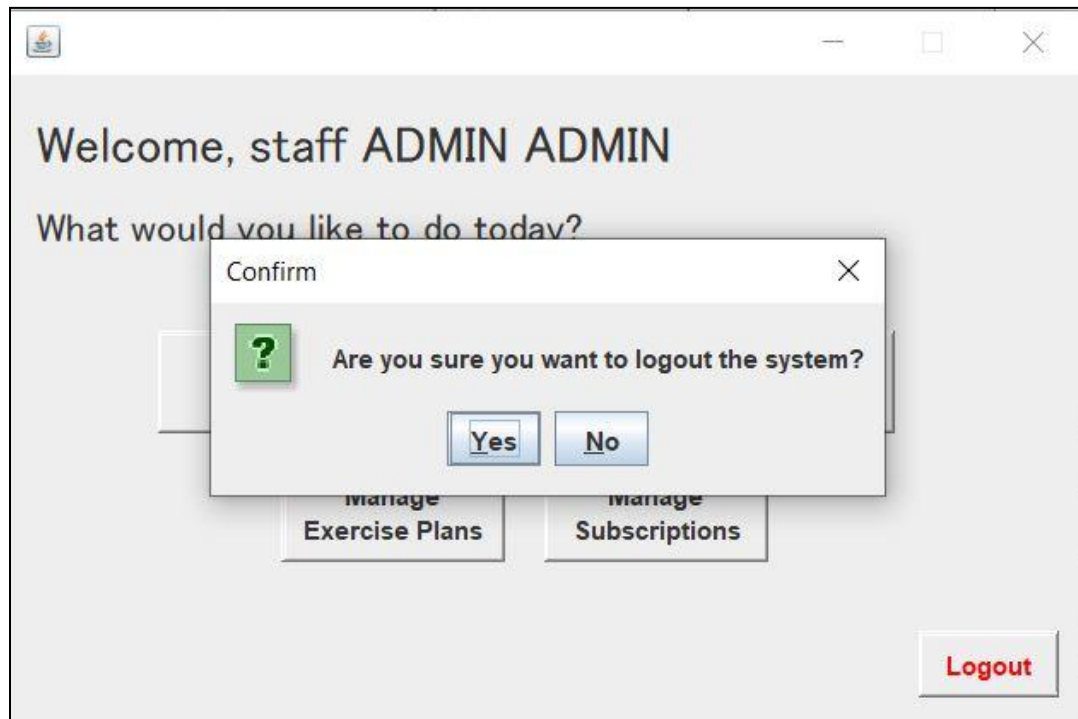 Welcome, staff ADMIN ADMIN
What would you like to do today?
Confirm
?
Are you sure you want to logout the system?
Yes No
Manage Manage
Exercise Plans Subscriptions
Logout